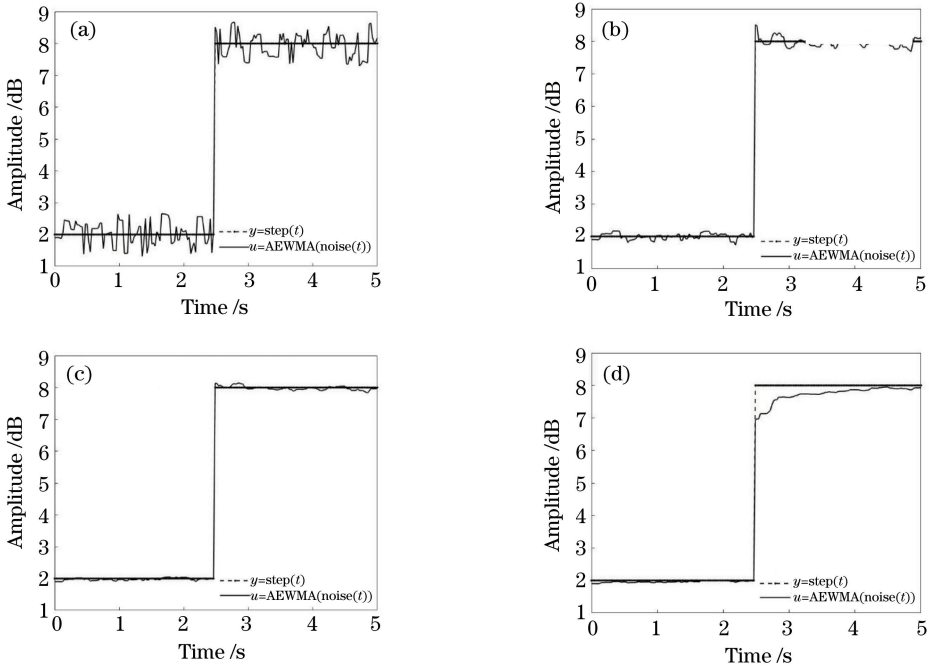 (a)
9
8
7
6
5
4
3
2
1
Amplitude /dB
y=step(t)
u=AEWMA(noise(t))
0 1 2 3 4 5
Time /s
(b)
9
8
7
6
5
4
3
2
1
Amplitude /dB
y=step(t)
u=AEWMA(noise(t))
0 1 2 3 4 5
Time /s
(c)
9
8
7
6
5
4
3
2
1
Amplitude /dB
y=step(t)
u=AEWMA(noise(t))
0 1 2 3 4 5
Time /s
(d)
9
8
7
6
5
4
3
2
1
Amplitude /dB
y=step(t)
u=AEWMA(noise(t))
0 1 2 3 4 5
Time /s